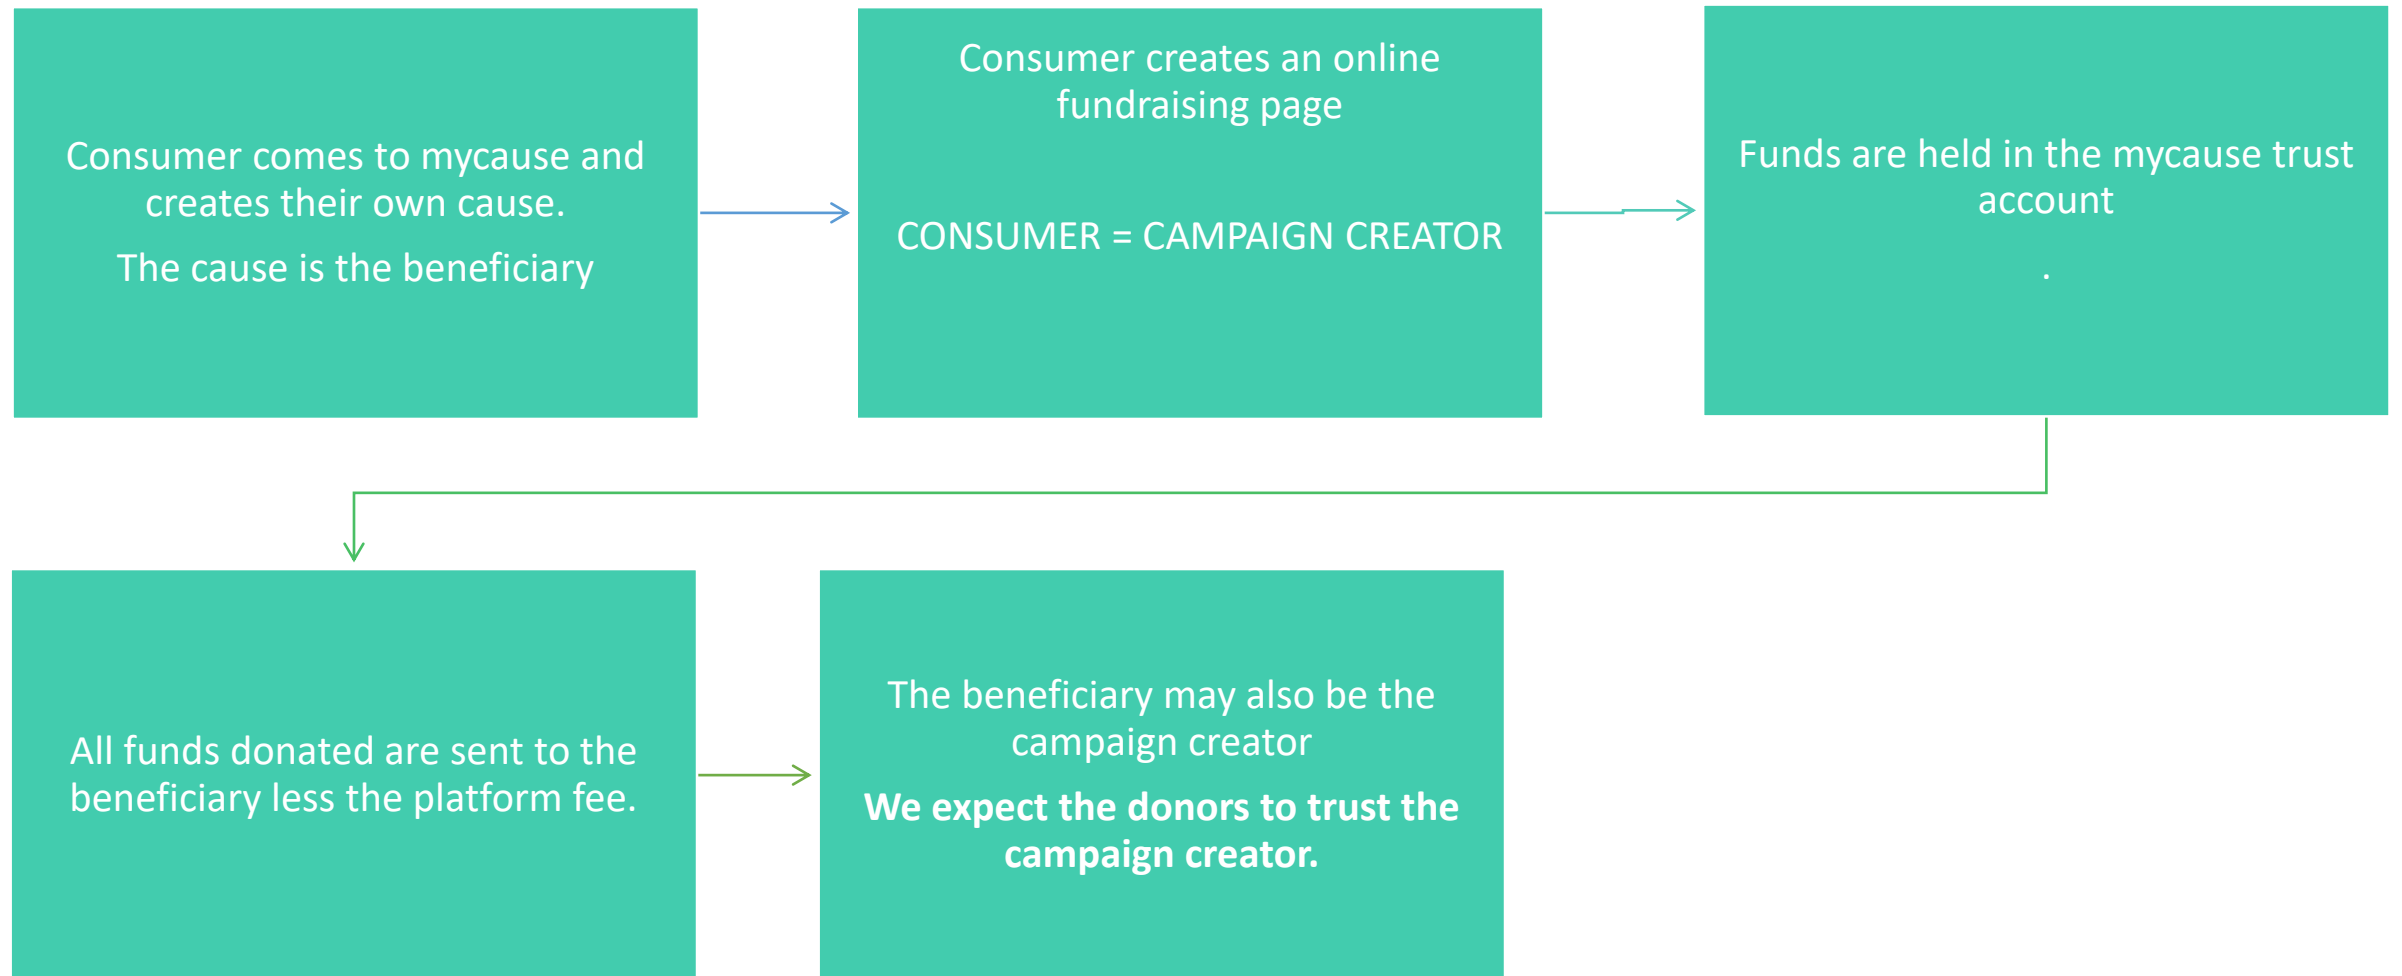 Consumer comes to mycause and
creates their own cause.
The cause is the beneficiary
Consumer creates an online
fundraising page
CONSUMER = CAMPAIGN CREATOR
Funds are held in the mycause trust
account
.
All funds donated are sent to the
beneficiary less the platform fee.
The beneficiary may also be the
campaign creator
We expect the donors to trust the
campaign creator.